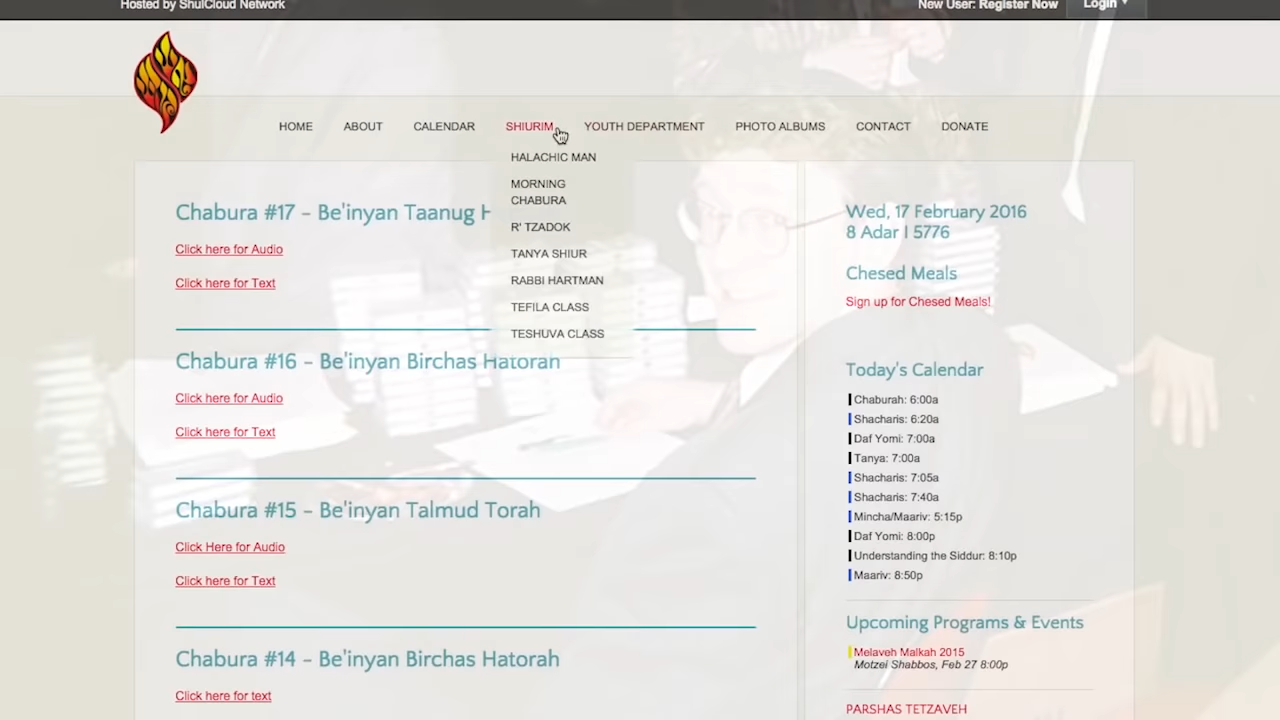 Hosted by ShulCloud Network
New User: Register Now
Login
HOME ABOUT CALENDAR SHIURIM YOUTH DEPARTMENT PHOTO ALBUMS CONTACT DONATE
HALACHIC MAN
MORNING
CHABURA
R' TZADOK
TANYA SHIUR
RABBI HARTMAN
TEFILA CLASS
TESHUVA CLASS
Chabura #17 - Be'inyan Taanug H
Click here for Audio
Click here for Text
Chabura #16 - Be'inyan Birchas Hatorah
Click here for Audio
Click here for Text
Chabura #15 - Be'inyan Talmud Torah
Click Here for Audio
Click here for Text
Chabura #14 - Be'inyan Birchas Hatorah
Click here for text
Wed, 17 February 2016
8 Adar I 5776
Chesed Meals
Sign up for Chesed Meals!
Today's Calendar
Chaburah: 6:00a
Shacharis: 6:20a
Daf Yomi: 7:00a
Tanya: 7:00a
Shacharis: 7:05a
Shacharis: 7:40a
Mincha/Maariv: 5:15p
Daf Yomi: 8:00p
Understanding the Siddur: 8:10p
Maariv: 8:50p
Upcoming Programs & Events
Melaveh Malkah 2015
Motzei Shabbos, Feb 27 8:00p
PARSHAS TETZAVEH